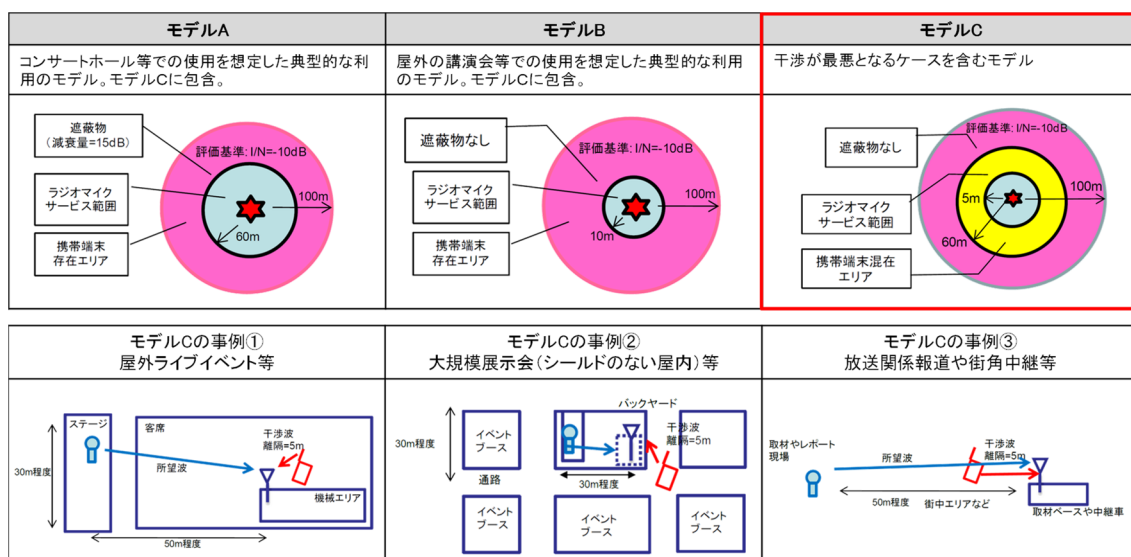 モデルA
コンサートホール等での使用を想定した典型的な利
用のモデル。モデルCに包含。
遮蔽物
（減衰量=15dB）
評価基準: I/N=-10dB
ラジオマイク
サービス範囲
100m
60m
携帯端末
存在エリア
モデルB
屋外の講演会等での使用を想定した典型的な利用
のモデル。モデルCに包含。
遮蔽物なし
評価基準: I/N=-10dB
ラジオマイク
サービス範囲
100m
10m
携帯端末
存在エリア
モデルC
干渉が最悪となるケースを含むモデル
評価基準: I/N=-10dB
遮蔽物なし
5m
100m
ラジオマイク
サービス範囲
60m
携帯端末混在
エリア
モデルCの事例①
屋外ライブイベント等
ステージ
客席
干渉波
離隔=5m
30m程度
所望波
機械エリア
50m程度
モデルCの事例②
大規模展示会（シールドのない屋内）等
バックヤード
イベント
ブース
干渉波
離隔=5m
30m程度
通路
30m程度
イベント
ブース
イベント
ブース
イベント
ブース
モデルCの事例③
放送関係報道や街角中継等
取材やレポート
現場
所望波
干渉波
離隔=5m
50m程度
街中エリアなど
取材ベースや中継車